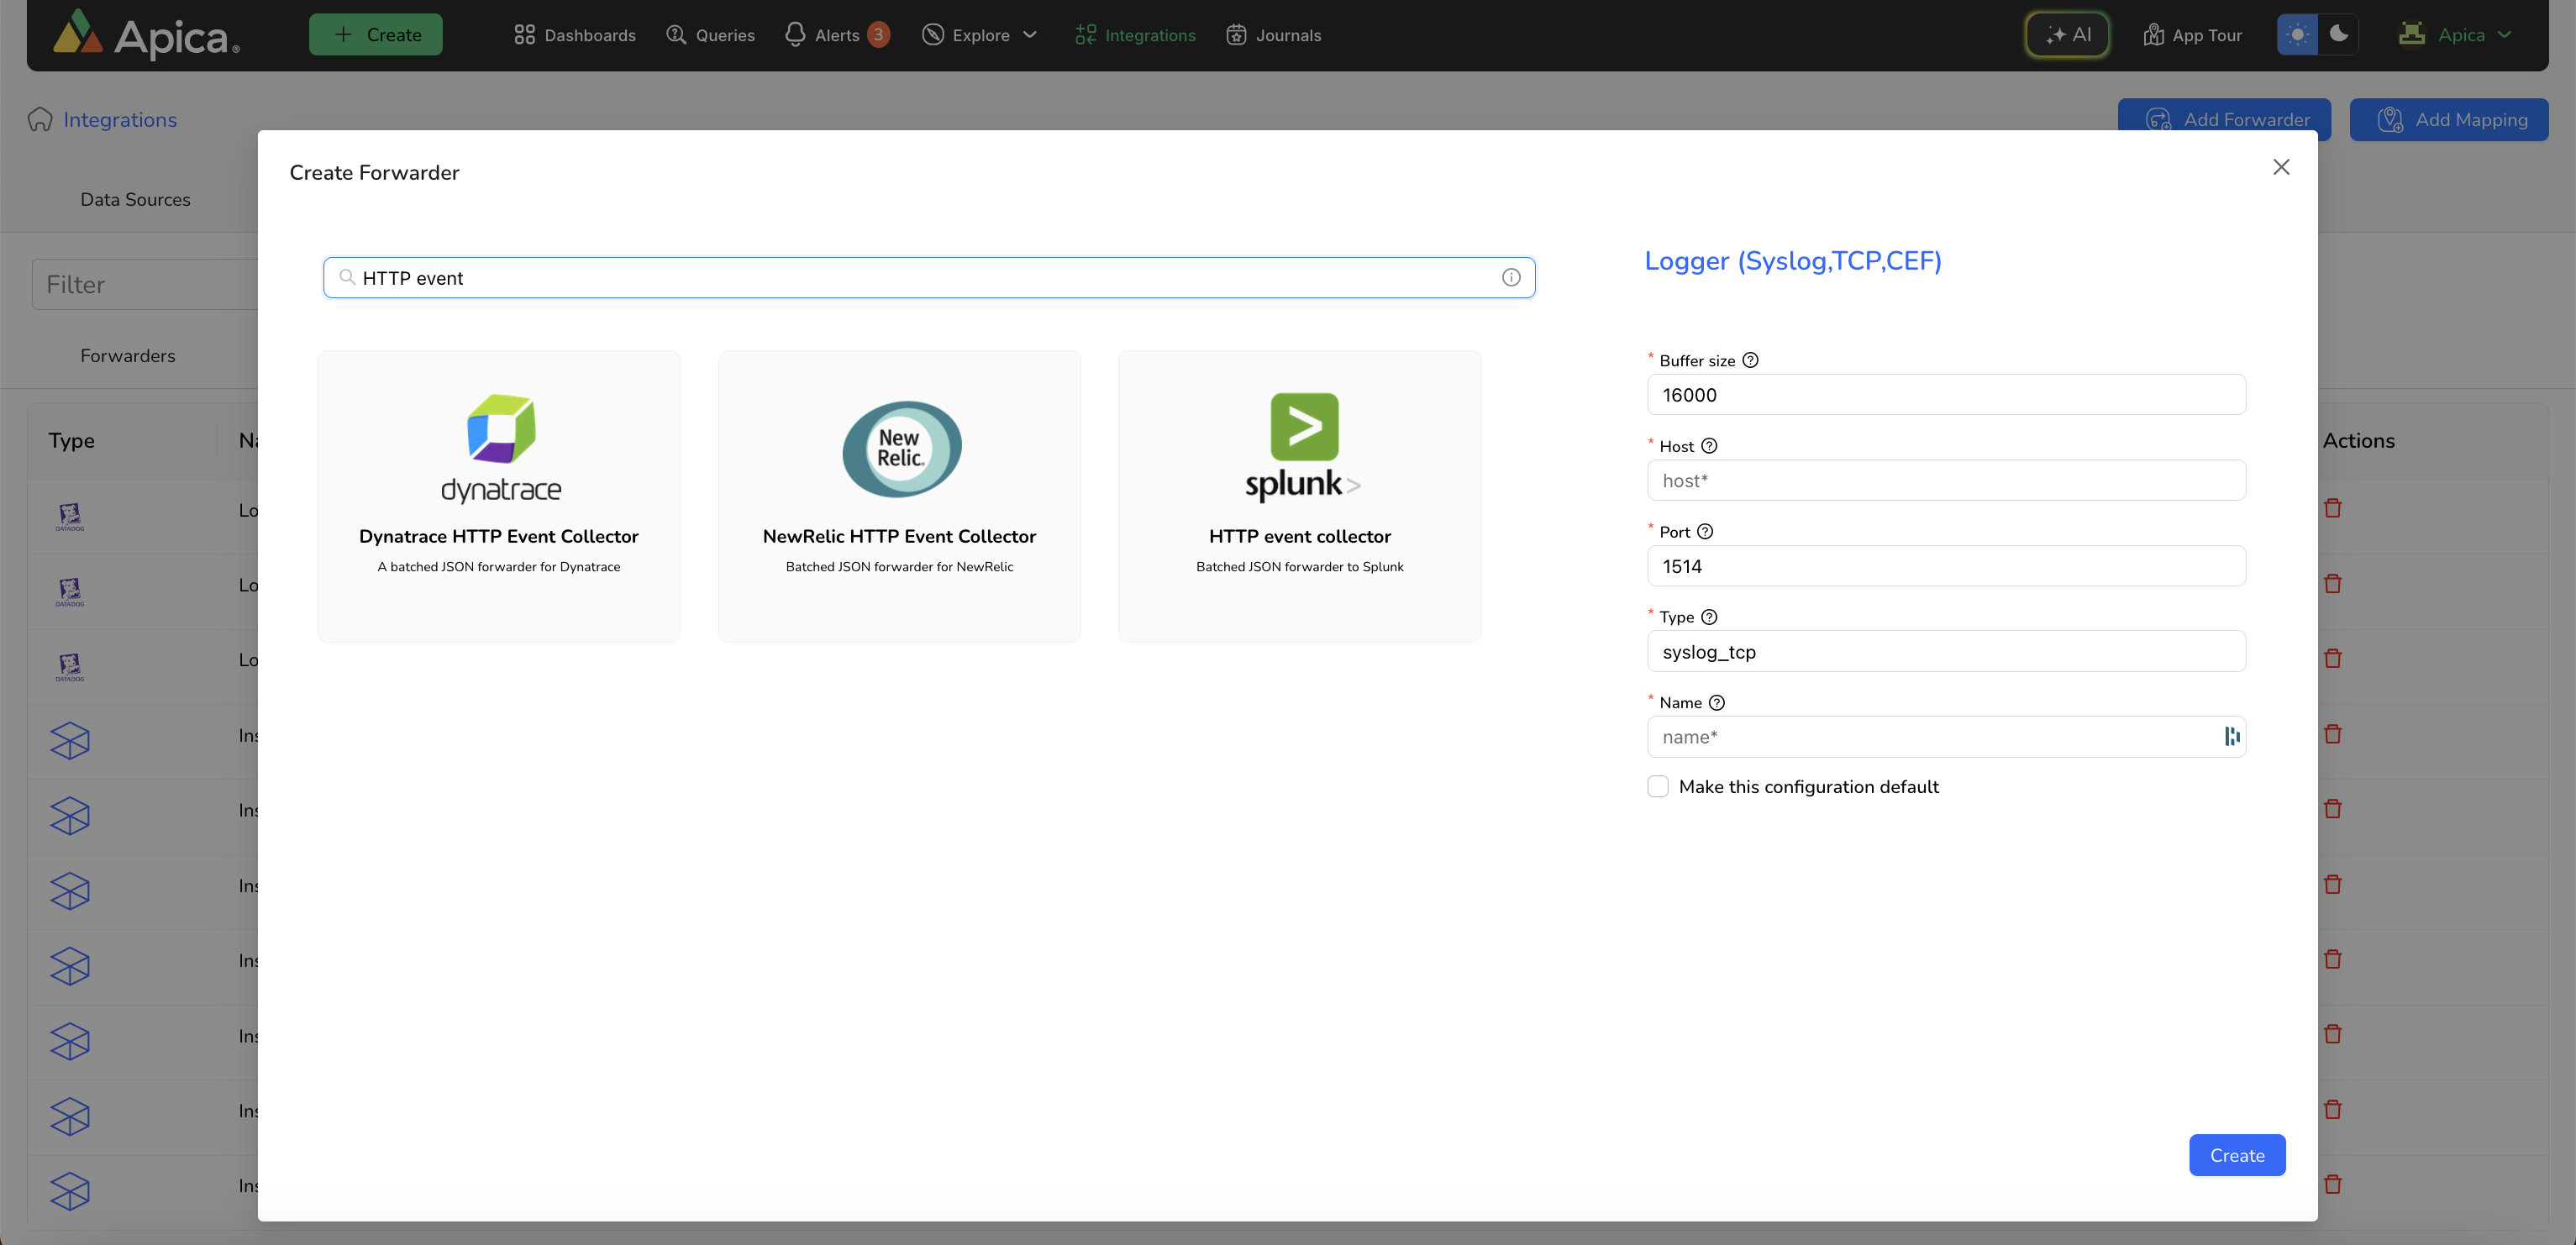 Apica
Create
Dashboards
Queries
Alerts 3
Explore
Integrations
Journals
AI
App Tour
Apica
Integrations
Add Forwarder
Add Mapping
Data Sources
Filter
Forwarders
Type
Actions
Create Forwarder
HTTP event
dynatrace
Dynatrace HTTP Event Collector
A batched JSON forwarder for Dynatrace
New
Relic.
NewRelic HTTP Event Collector
Batched JSON forwarder for NewRelic
splunk>
HTTP event collector
Batched JSON forwarder to Splunk
Logger (Syslog,TCP,CEF)
* Buffer size
16000
* Host
host*
* Port
1514
* Type
syslog_tcp
* Name
name*
Make this configuration default
Create
DATADOG
Lo
DATADOG
Lo
DATADOG
Lo
Ins
Ins
Ins
Ins
Ins
Ins
Ins